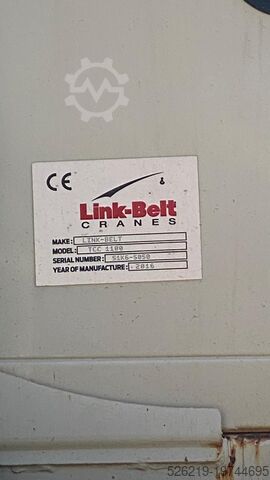 CE
Link-Belt
CRANES
MAKE: LINK-BELT
MODEL: TCC 1100
SERIAL NUMBER: S1K6-5050
YEAR OF MANUFACTURE: 2016
526219-19744695